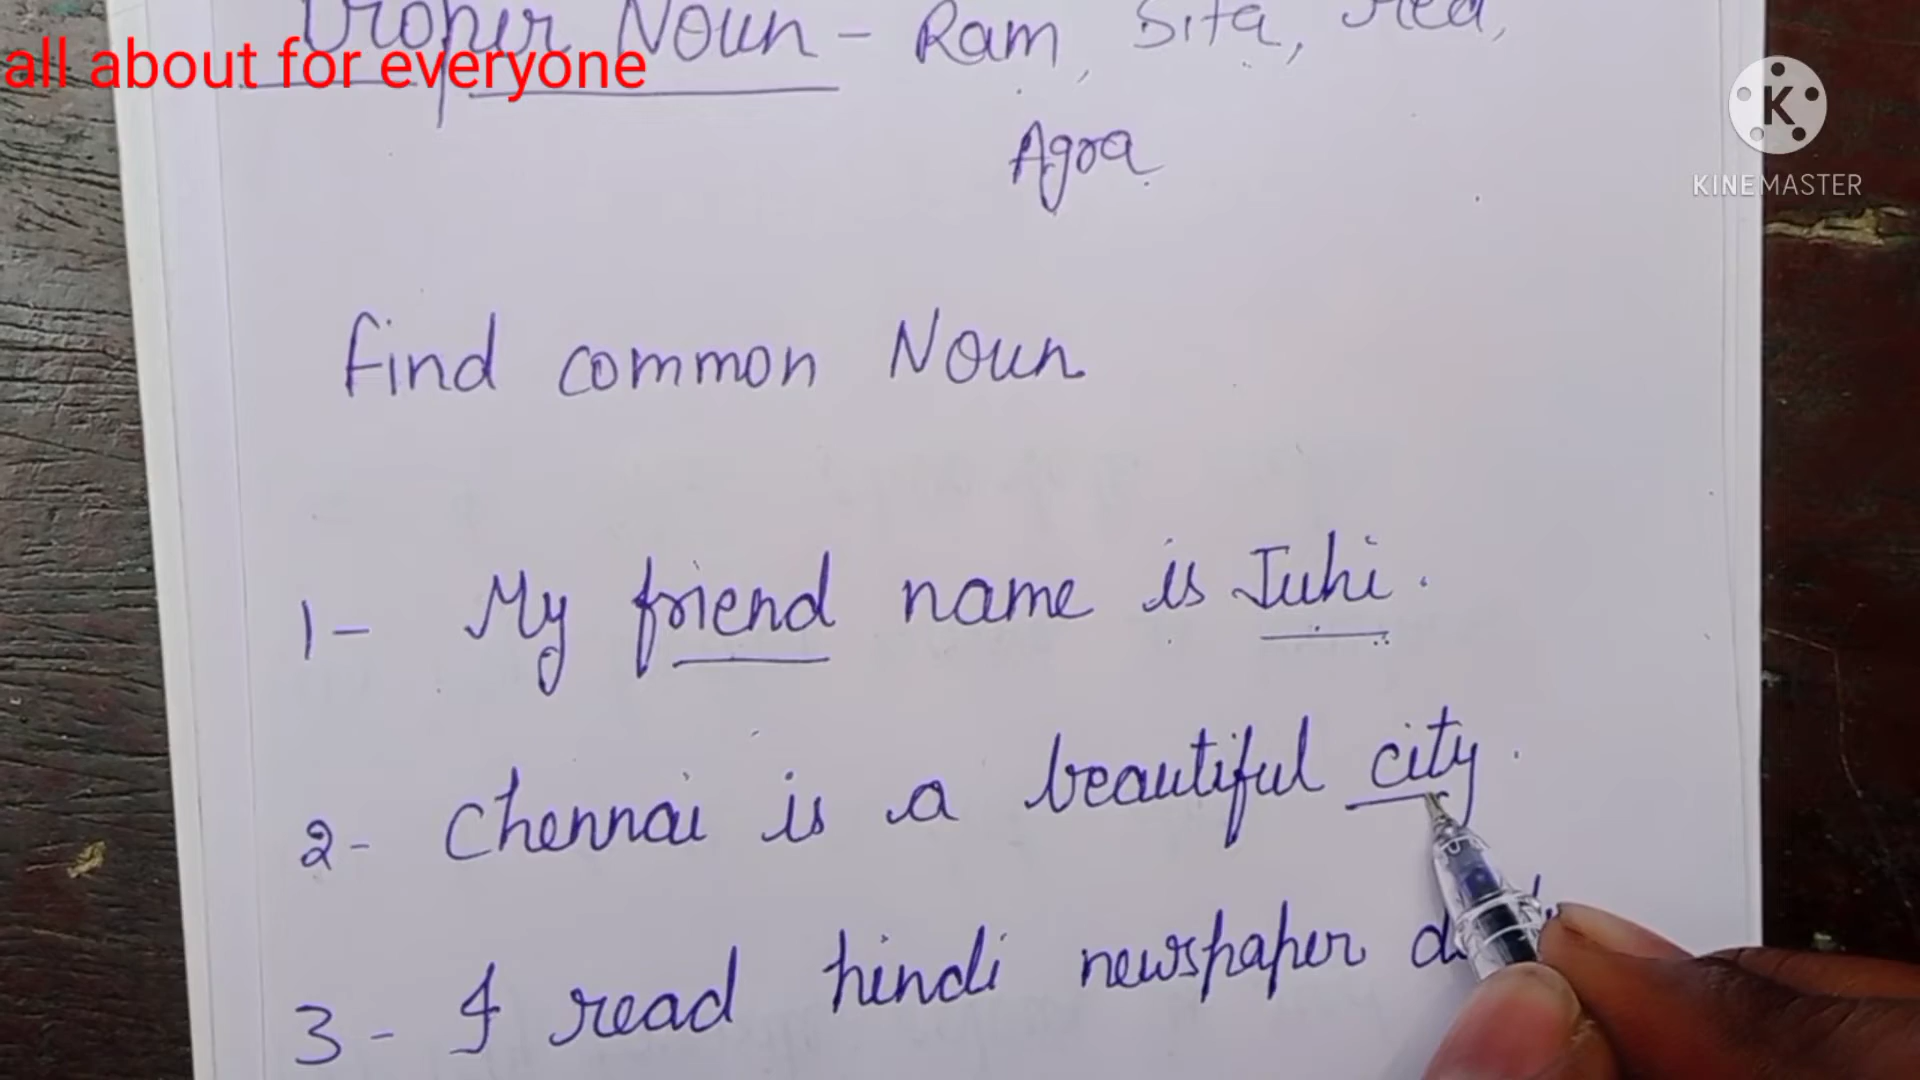 Proper Noun - Ram, Sita,
all about for everyone
Agra
KINEMASTER
find common Noun
1- My friend name is Juhi.
2- Chennai is a beautiful city.
3- I read hindi newspaper